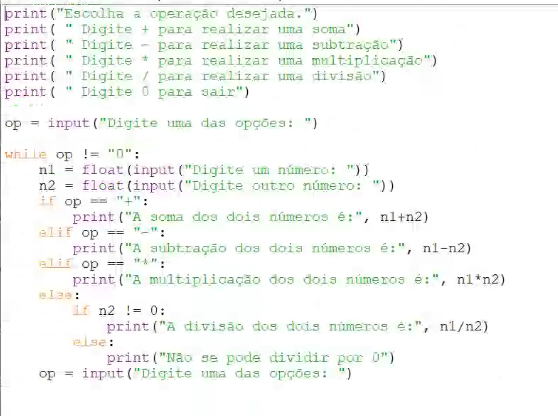 print("Escolha a operação desejada.")
print( " Digite + para realizar uma soma")
print( " Digite - para realizar uma subtração")
print( " Digite * para realizar uma multiplicação")
print( " Digite / para realizar uma divisão")
print( " Digite 0 para sair")
op = input("Digite uma das opções: ")
while op != "0":
    n1 = float(input("Digite um número: "))
    n2 = float(input("Digite outro número: "))
    if op == "+":
        print("A soma dos dois números é:", n1+n2)
    elif op == "-":
        print("A subtração dos dois números é:", n1-n2)
    elif op == "*":
        print("A multiplicação dos dois números é:", n1*n2)
    else:
        if n2 != 0:
            print("A divisão dos dois números é:", n1/n2)
        else:
            print("Não se pode dividir por 0")
    op = input("Digite uma das opções: ")